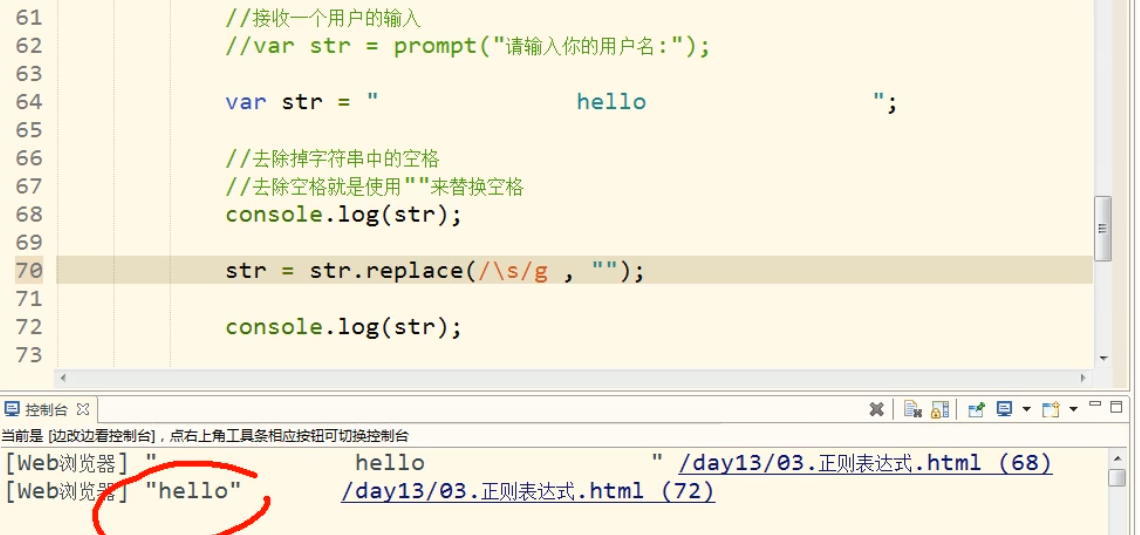 61 //接收一个用户的输入
62 //var str = prompt("请输入你的用户名:");
63
64 var str = "              hello                ";
65
66 //去除掉字符串中的空格
67 //去除空格就是使用""来替换空格
68 console.log(str);
69
70 str = str.replace(/\s/g , "");
71
72 console.log(str);
73
控制台
当前是 [边改边看控制台]，点右上角工具条相应按钮可切换控制台
[Web浏览器] "              hello                " /day13/03.正则表达式.html (68)
[Web浏览器] "hello" /day13/03.正则表达式.html (72)